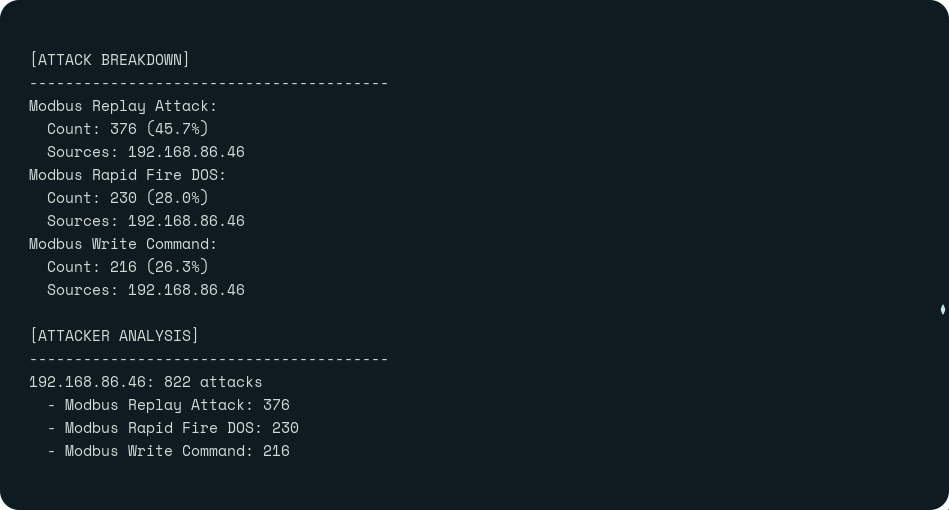 [ATTACK BREAKDOWN]
----------------------------------------
Modbus Replay Attack:
  Count: 376 (45.7%)
  Sources: 192.168.86.46
Modbus Rapid Fire DOS:
  Count: 230 (28.0%)
  Sources: 192.168.86.46
Modbus Write Command:
  Count: 216 (26.3%)
  Sources: 192.168.86.46

[ATTACKER ANALYSIS]
----------------------------------------
192.168.86.46: 822 attacks
  - Modbus Replay Attack: 376
  - Modbus Rapid Fire DOS: 230
  - Modbus Write Command: 216